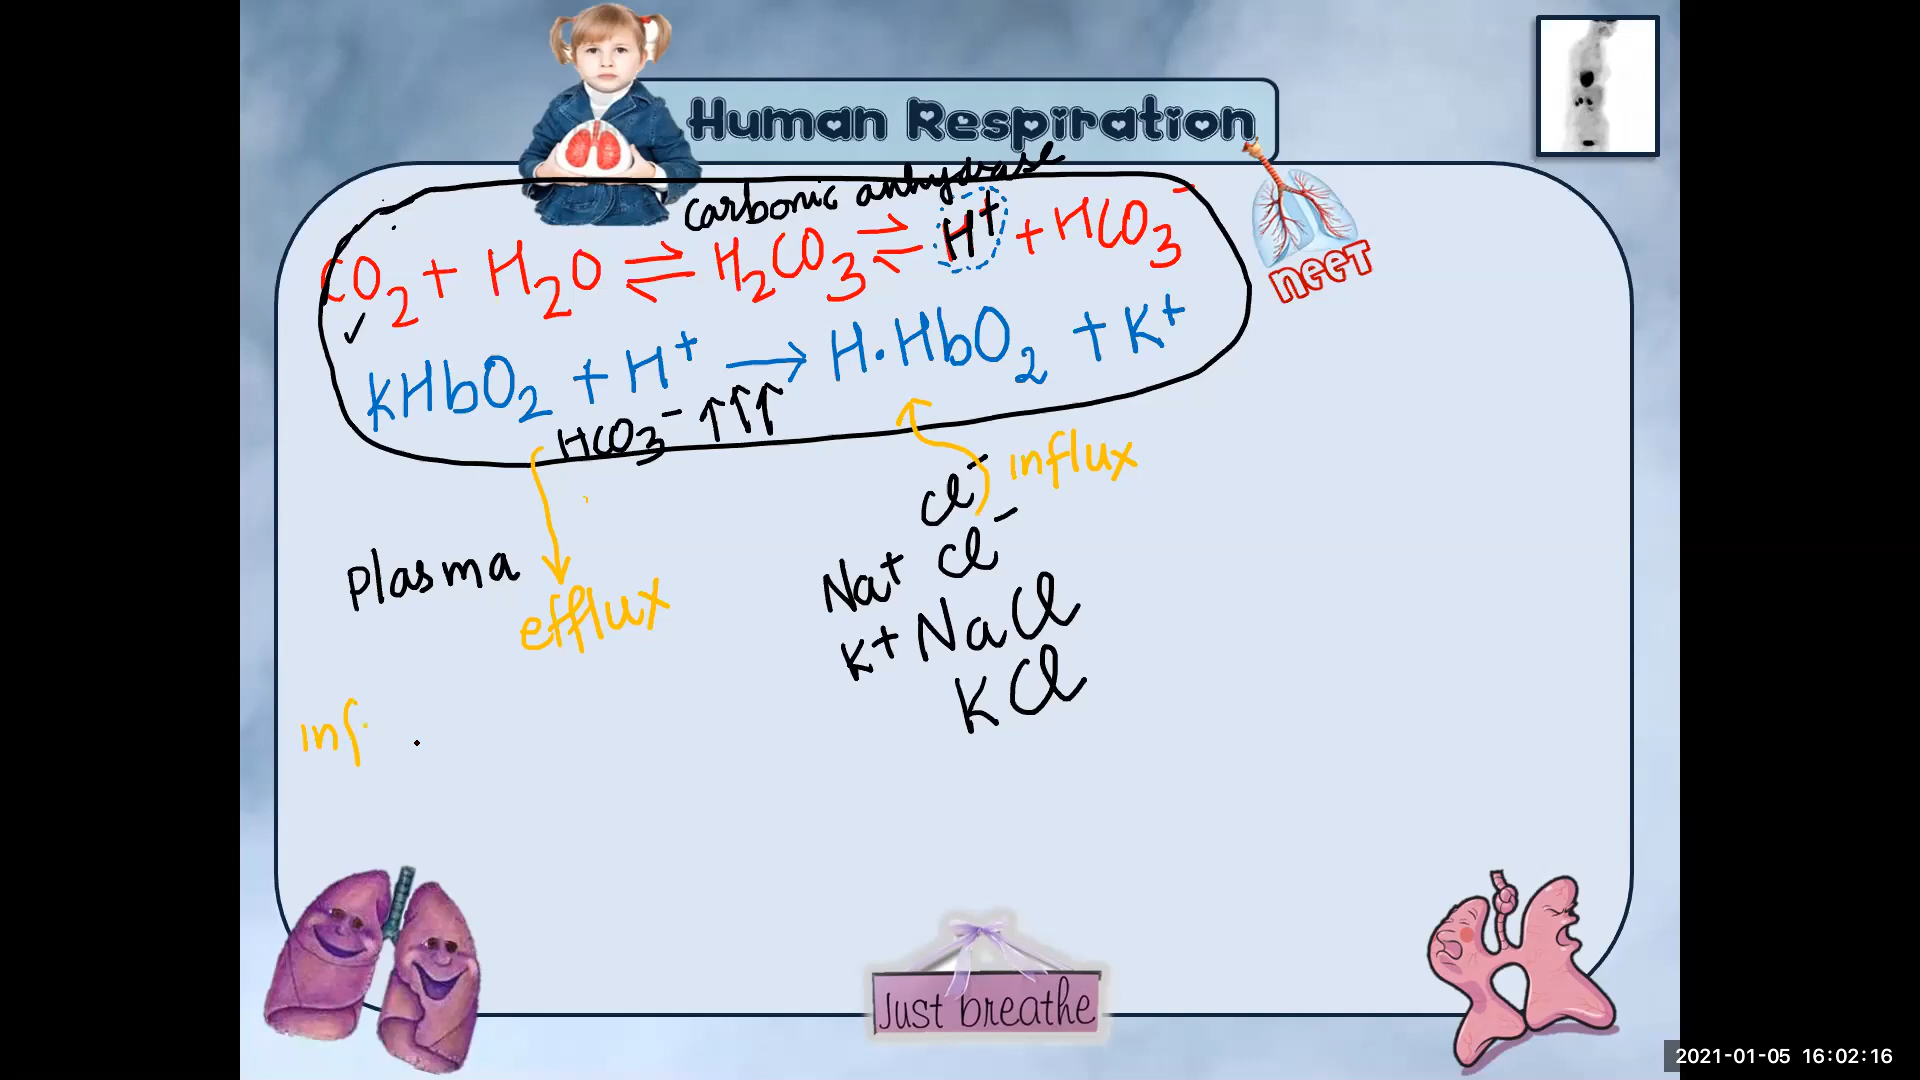 Human Respiration
carbonic anhydrase
CO2 + H2O ⇌ H2CO3 ⇌ H+ + HCO3-
✓
KHbO2 + H+ → H·HbO2 + K+
HCO3- ↑↑↑
NEET
influx
Cl-
Plasma
Na+ Cl-
efflux
K+ NaCl
KCl
inf
Just breathe
2021-01-05 16:02:16